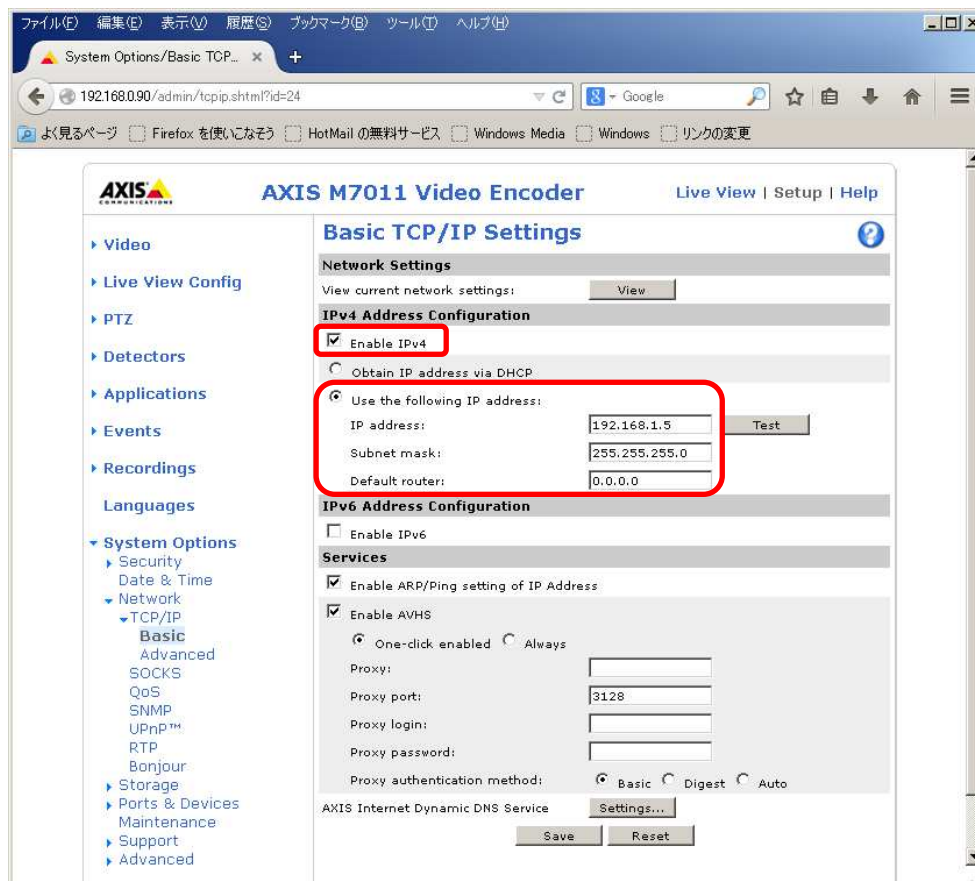 ファイル(F) 編集(E) 表示(V) 履歴(S) ブックマーク(B) ツール(T) ヘルプ(H)
System Options/Basic TCP... × +
192.168.0.90/admin/tcpip.shtml?id=24
8 - Google
よく見るページ Firefox を使いこなそう HotMail の無料サービス Windows Media Windows リンクの変更
AXIS COMMUNICATIONS
AXIS M7011 Video Encoder
Live View | Setup | Help
Video
Live View Config
PTZ
Detectors
Applications
Events
Recordings
Languages
System Options
Security
Date & Time
Network
TCP/IP
Basic
Advanced
SOCKS
QoS
SNMP
UPnP™
RTP
Bonjour
Storage
Ports & Devices
Maintenance
Support
Advanced
Basic TCP/IP Settings ?
Network Settings
View current network settings: View
IPv4 Address Configuration
Enable IPv4
Obtain IP address via DHCP
Use the following IP address:
IP address: 192.168.1.5 Test
Subnet mask: 255.255.255.0
Default router: 0.0.0.0
IPv6 Address Configuration
Enable IPv6
Services
Enable ARP/Ping setting of IP Address
Enable AVHS
One-click enabled Always
Proxy:
Proxy port: 3128
Proxy login:
Proxy password:
Proxy authentication method: Basic Digest Auto
AXIS Internet Dynamic DNS Service Settings...
Save Reset